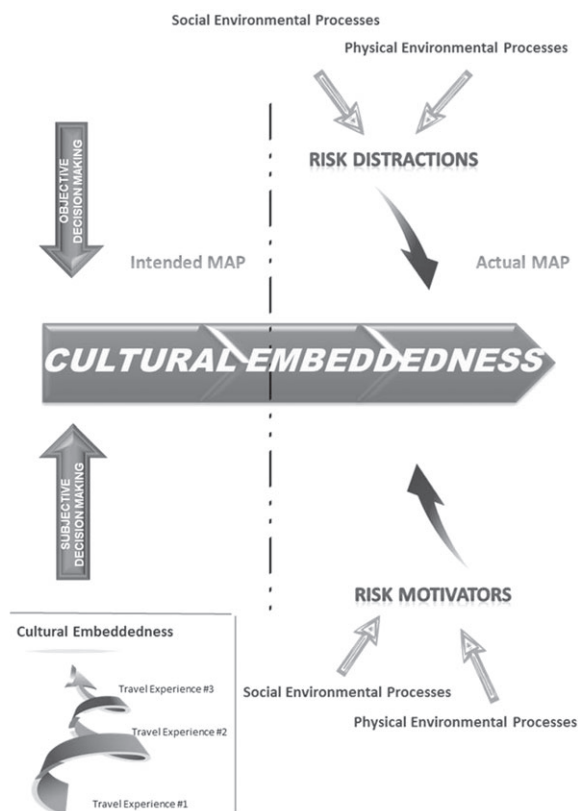 Social Environmental Processes
Physical Environmental Processes
RISK DISTRACTIONS
OBJECTIVE
DECISION MAKING
Intended MAP
Actual MAP
CULTURAL EMBEDDEDNESS
SUBJECTIVE
DECISION MAKING
RISK MOTIVATORS
Social Environmental Processes
Physical Environmental Processes
Cultural Embeddedness
Travel Experience #3
Travel Experience #2
Travel Experience #1